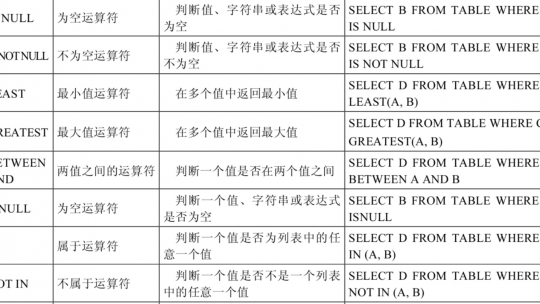 NULL
为空运算符
判断值、字符串或表达式是否
为空
SELECT B FROM TABLE WHERE
IS NULL
NOT NULL
不为空运算符
判断值、字符串或表达式是否
不为空
SELECT B FROM TABLE WHERE
IS NOT NULL
EAST
最小值运算符
在多个值中返回最小值
SELECT D FROM TABLE WHERE
LEAST(A, B)
REATEST
最大值运算符
在多个值中返回最大值
SELECT D FROM TABLE WHERE C
GREATEST(A, B)
ETWEEN
ND
两值之间的运算符
判断一个值是否在两个值之间
SELECT D FROM TABLE WHERE
BETWEEN A AND B
NULL
为空运算符
判断一个值、字符串或表达式
是否为空
SELECT B FROM TABLE WHERE
ISNULL
属于运算符
判断一个值是否为列表中的任
意一个值
SELECT D FROM TABLE WHERE
IN (A, B)
OT IN
不属于运算符
判断一个值是否不是一个列表
中的任意一个值
SELECT D FROM TABLE WHERE
NOT IN (A, B)